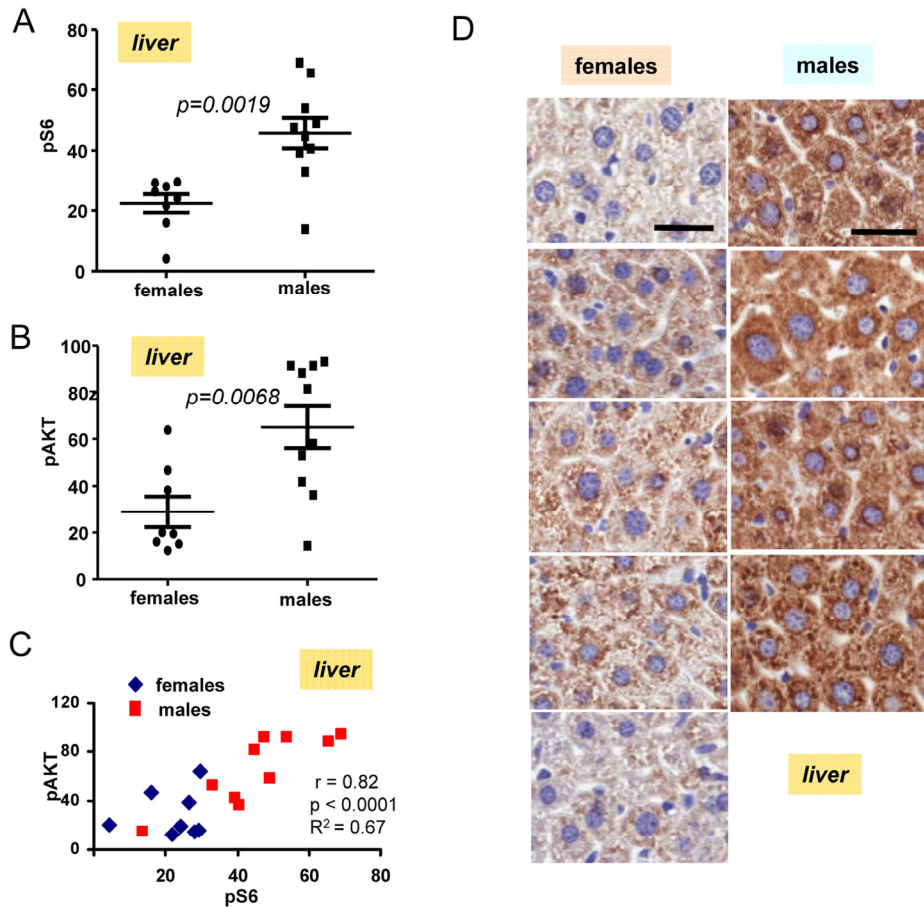 A
liver
80
60
40
20
0
pS6
p=0.0019
females
males
B
liver
100
80z
60
40
20
0
pAKT
p=0.0068
females
males
C
liver
females
males
120
80
40
0
pAKT
r = 0.82
p < 0.0001
R² = 0.67
20
40
60
80
pS6
D
females
males
liver